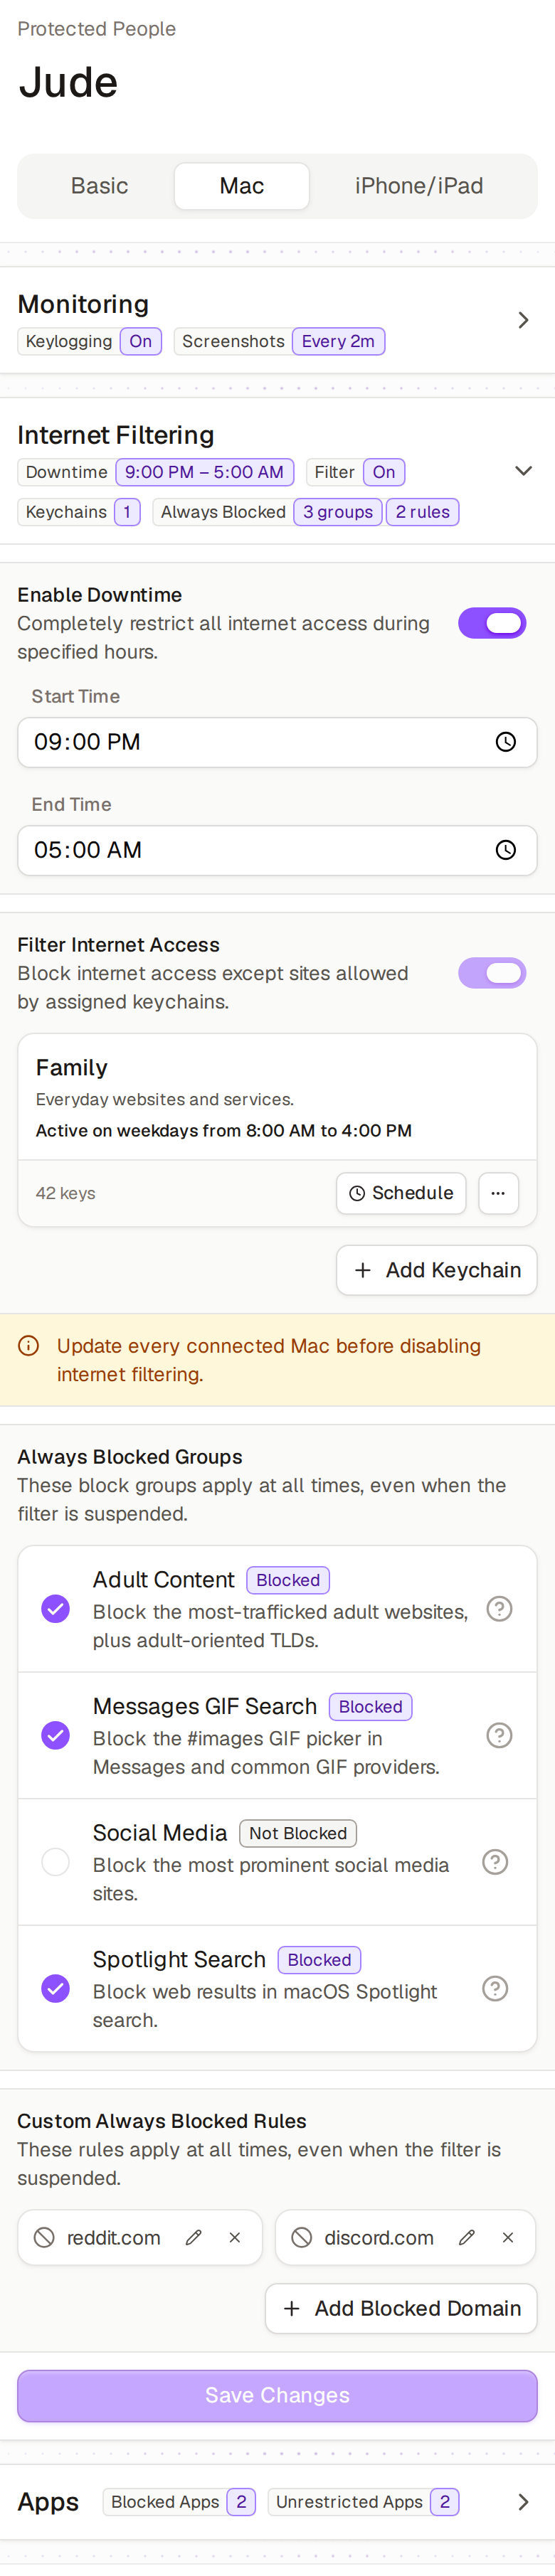 Protected People
Jude
Basic Mac iPhone/iPad
Monitoring
Keylogging On Screenshots Every 2m
Internet Filtering
Downtime 9:00 PM – 5:00 AM Filter On
Keychains 1 Always Blocked 3 groups 2 rules
Enable Downtime
Completely restrict all internet access during
specified hours.
Start Time
09:00 PM
End Time
05:00 AM
Filter Internet Access
Block internet access except sites allowed
by assigned keychains.
Family
Everyday websites and services.
Active on weekdays from 8:00 AM to 4:00 PM
42 keys Schedule
Add Keychain
Update every connected Mac before disabling
internet filtering.
Always Blocked Groups
These block groups apply at all times, even when the
filter is suspended.
Adult Content Blocked
Block the most-trafficked adult websites,
plus adult-oriented TLDs.
Messages GIF Search Blocked
Block the #images GIF picker in
Messages and common GIF providers.
Social Media Not Blocked
Block the most prominent social media
sites.
Spotlight Search Blocked
Block web results in macOS Spotlight
search.
Custom Always Blocked Rules
These rules apply at all times, even when the filter is
suspended.
reddit.com discord.com
Add Blocked Domain
Save Changes
Apps Blocked Apps 2 Unrestricted Apps 2